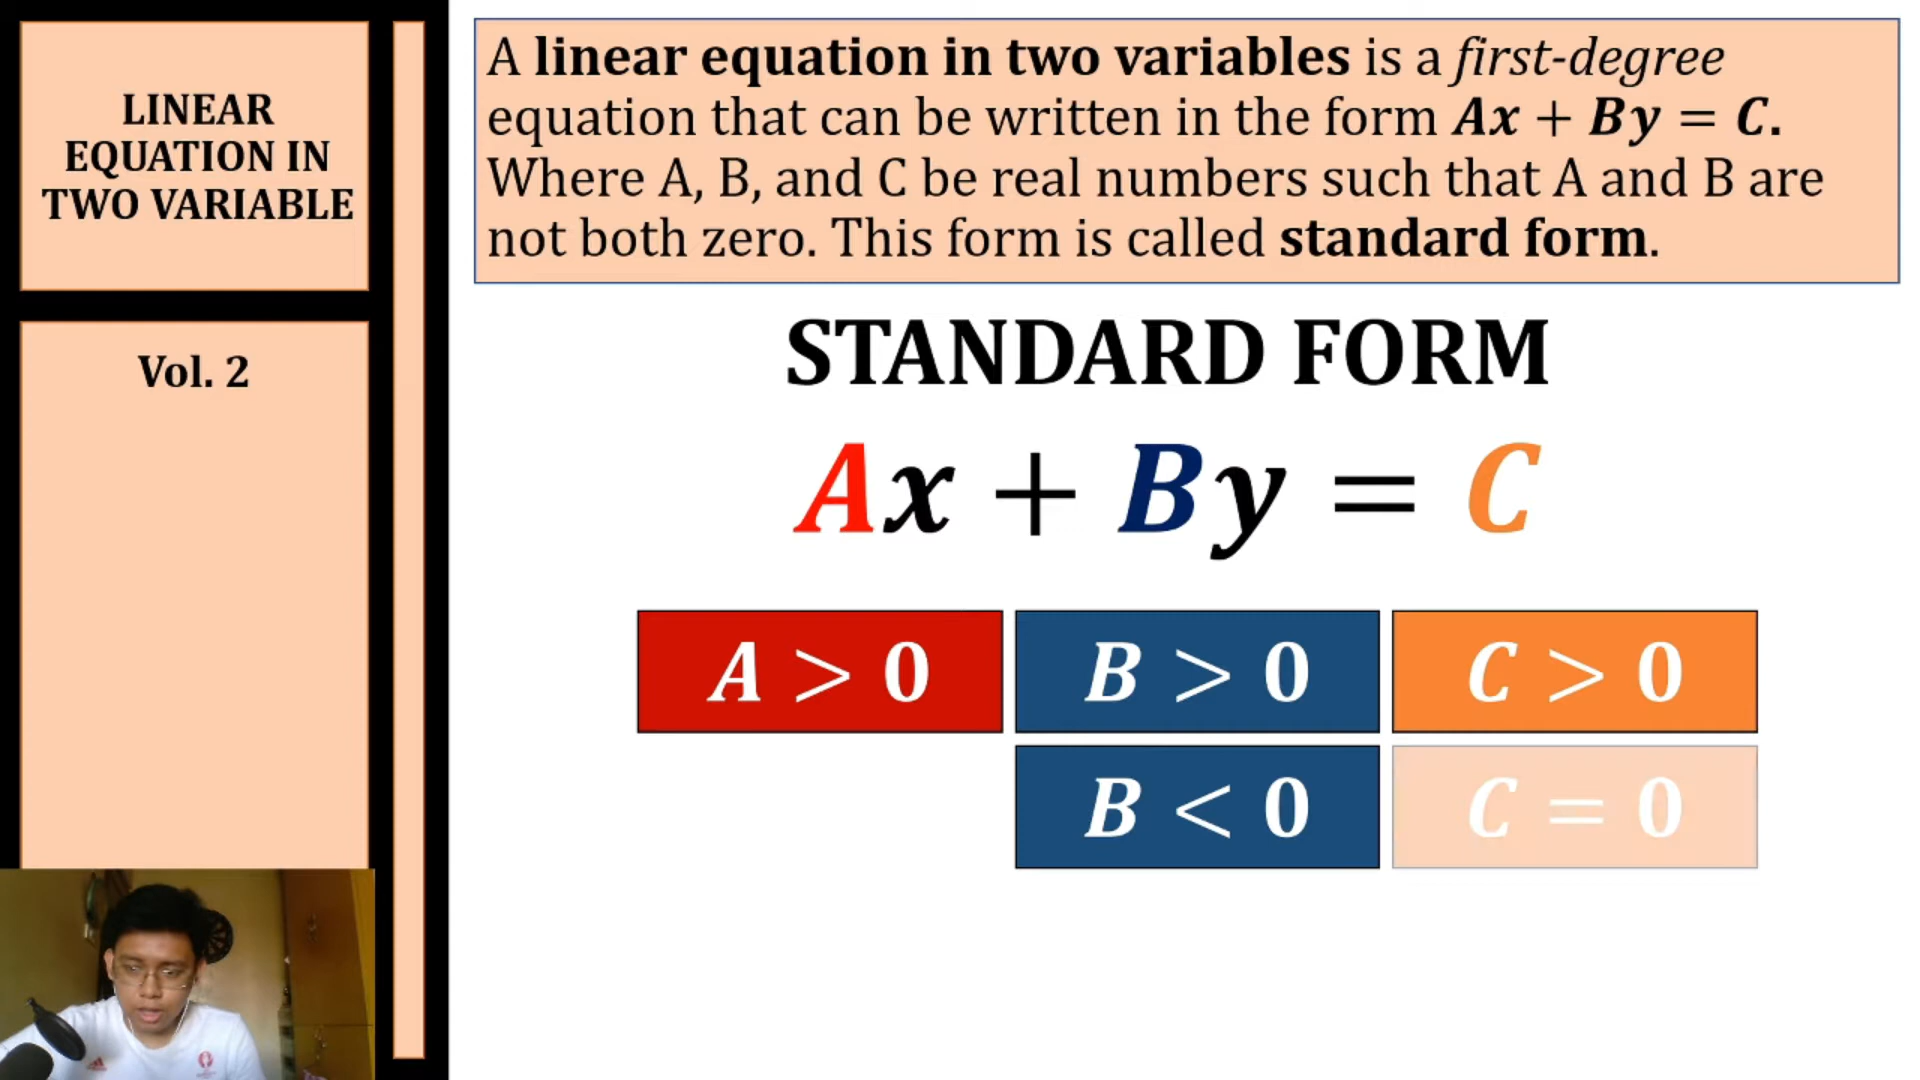 LINEAR
EQUATION IN
TWO VARIABLE
Vol. 2
A linear equation in two variables is a first-degree
equation that can be written in the form Ax + By = C.
Where A, B, and C be real numbers such that A and B are
not both zero. This form is called standard form.
STANDARD FORM
Ax + By = C
A > 0
B > 0
C > 0
B < 0
C = 0